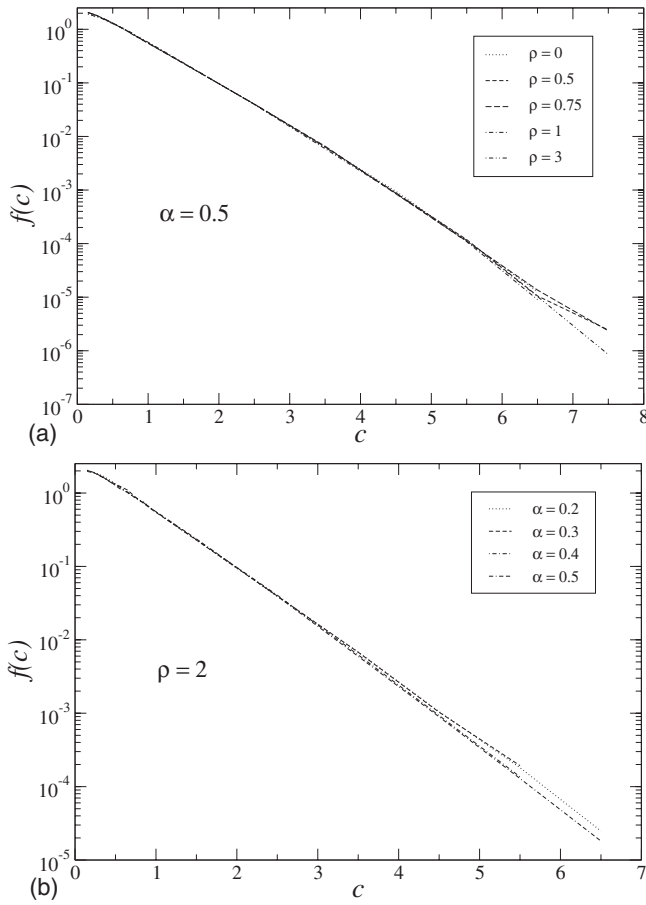 10^0
10^-1
10^-2
10^-3
10^-4
10^-5
10^-6
10^-7
f(c)
ρ = 0
ρ = 0.5
ρ = 0.75
ρ = 1
ρ = 3
α = 0.5
0 1 2 3 4 5 6 7 8
(a)
c
10^0
10^-1
10^-2
10^-3
10^-4
10^-5
f(c)
α = 0.2
α = 0.3
α = 0.4
α = 0.5
ρ = 2
0 1 2 3 4 5 6 7
(b)
c